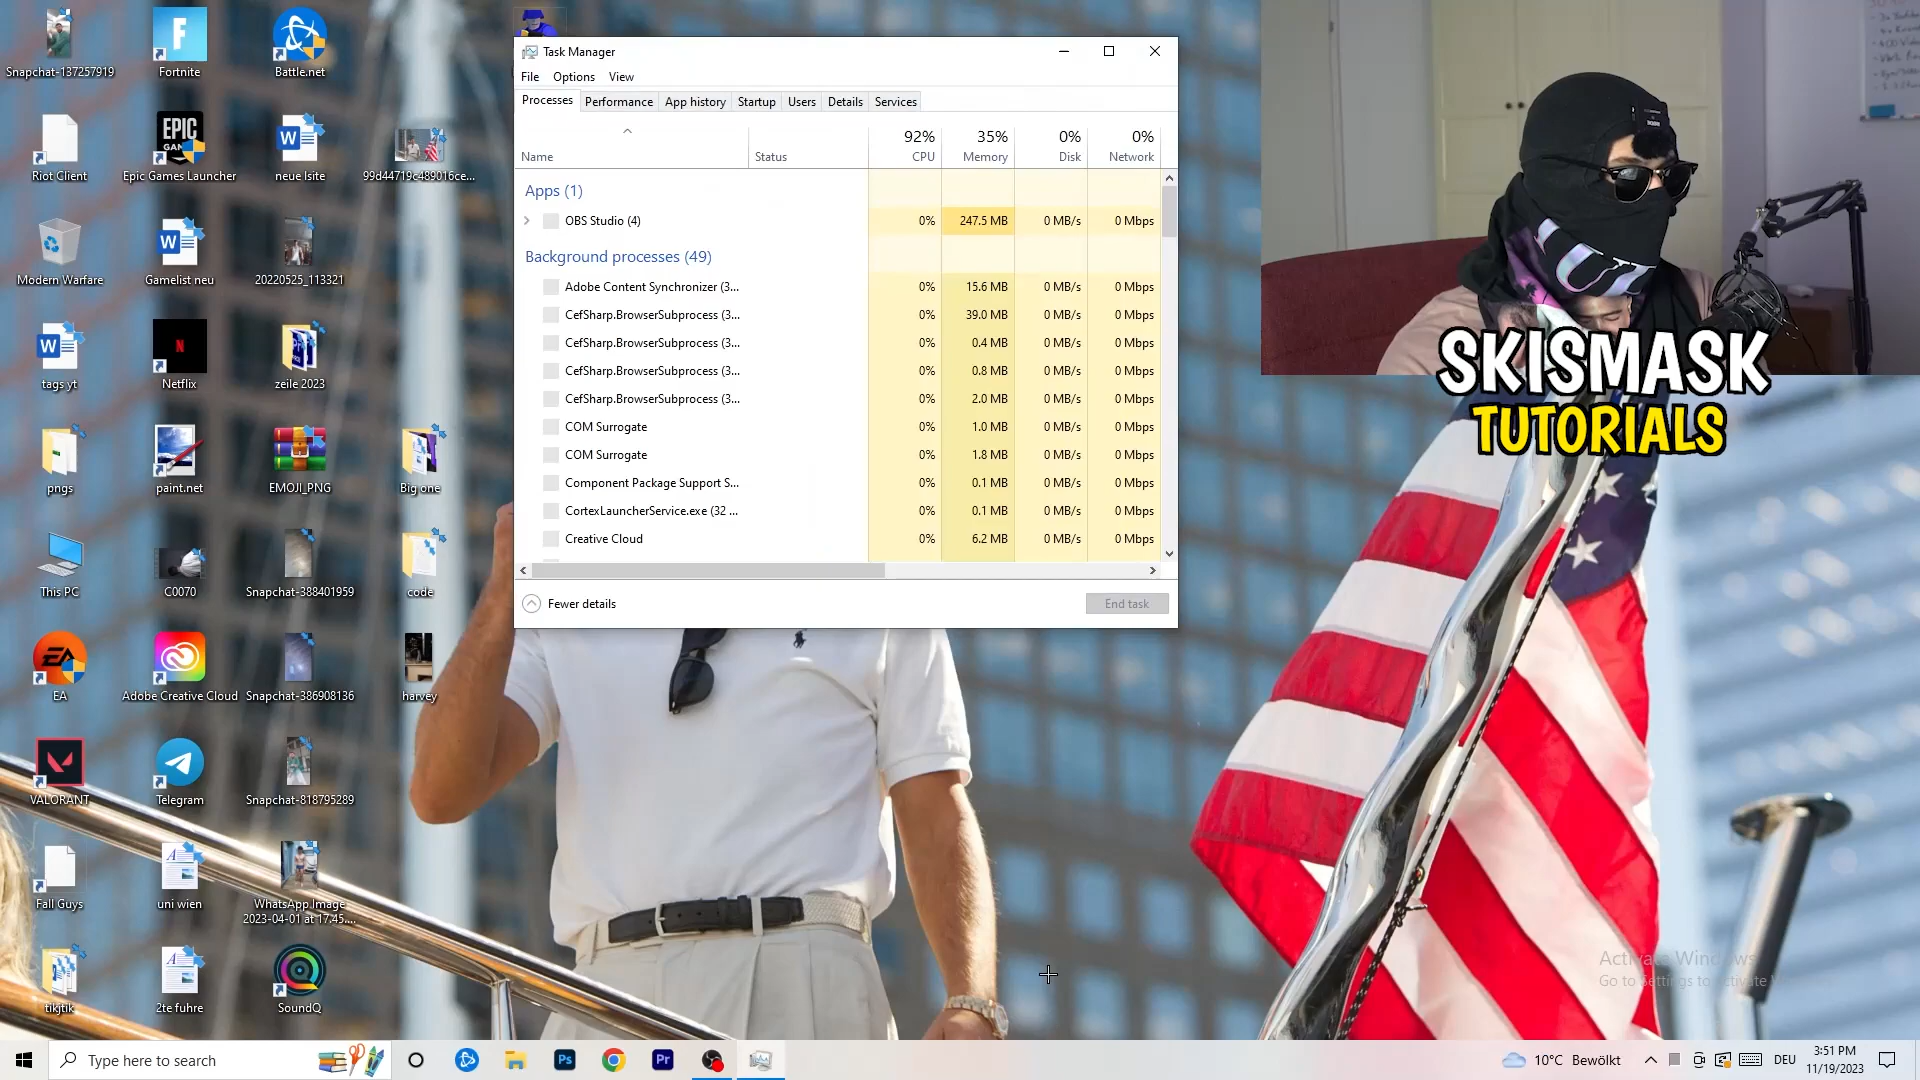 Snapchat-137257919
Fortnite
Battle.net
Riot Client
EPIC
Epic Games Launcher
neue lsite
99d44719c489016ce...
Modern Warfare
Gamelist neu
20220525_113321
tags yt
Netflix
zeile 2023
pngs
paint.net
EMOJI_PNG
Big one
This PC
C0070
Snapchat-388401959
code
EA
Adobe Creative Cloud
Snapchat-386908136
harvey
VALORANT
Telegram
Snapchat-818795289
Fall Guys
uni wien
WhatsApp Image
2023-04-01 at 17.45....
tikjtik
2te fuhre
SoundQ
Task Manager
File Options View
Processes Performance App history Startup Users Details Services
92% 35% 0% 0%
Name Status CPU Memory Disk Network
Apps (1)
OBS Studio (4) 0% 247.5 MB 0 MB/s 0 Mbps
Background processes (49)
Adobe Content Synchronizer (3... 0% 15.6 MB 0 MB/s 0 Mbps
CefSharp.BrowserSubprocess (3... 0% 39.0 MB 0 MB/s 0 Mbps
CefSharp.BrowserSubprocess (3... 0% 0.4 MB 0 MB/s 0 Mbps
CefSharp.BrowserSubprocess (3... 0% 0.8 MB 0 MB/s 0 Mbps
CefSharp.BrowserSubprocess (3... 0% 2.0 MB 0 MB/s 0 Mbps
COM Surrogate 0% 1.0 MB 0 MB/s 0 Mbps
COM Surrogate 0% 1.8 MB 0 MB/s 0 Mbps
Component Package Support S... 0% 0.1 MB 0 MB/s 0 Mbps
CortexLauncherService.exe (32 ... 0% 0.1 MB 0 MB/s 0 Mbps
Creative Cloud 0% 6.2 MB 0 MB/s 0 Mbps
Fewer details End task
SKISMASK
TUTORIALS
Activate Windows
Go to Settings to activate
Type here to search
Ps
Pr
10°C Bewölkt
DEU
3:51 PM
11/19/2023